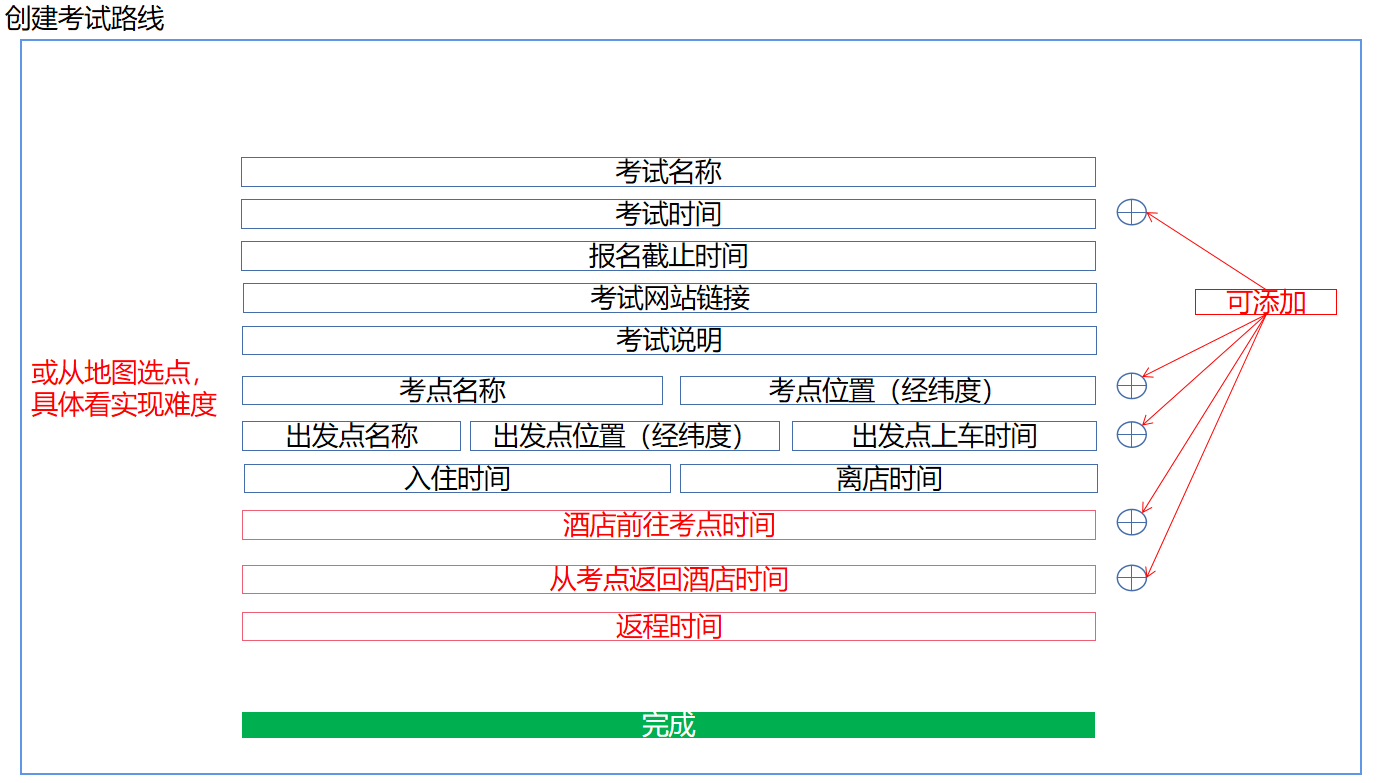 创建考试路线
考试名称
考试时间
报名截止时间
考试网站链接
可添加
考试说明
或从地图选点，
具体看实现难度
考点名称 考点位置（经纬度）
出发点名称 出发点位置（经纬度） 出发点上车时间
入住时间 离店时间
酒店前往考点时间
从考点返回酒店时间
返程时间
完成